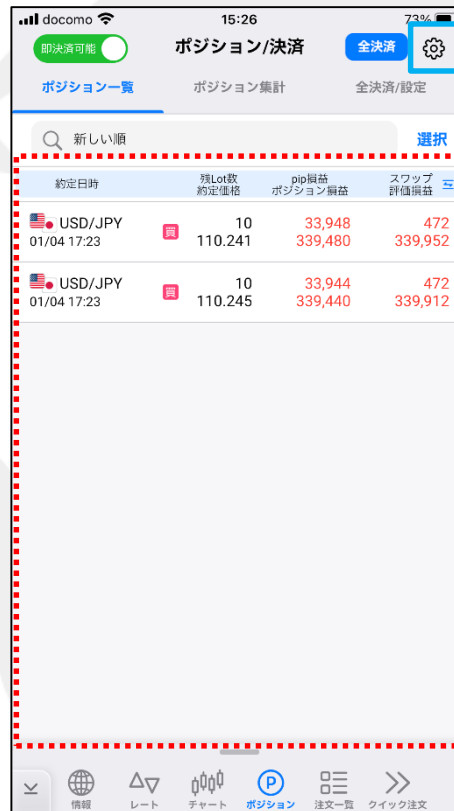 docomo 15:26 73%
即決済可能 ポジション/決済 全決済
ポジション一覧 ポジション集計 全決済/設定
新しい順 選択
約定日時 残Lot数 約定価格 pip損益 ポジション損益 スワップ 評価損益
USD/JPY 買 10 33,948 472
01/04 17:23 110.241 339,480 339,952
USD/JPY 買 10 33,944 472
01/04 17:23 110.245 339,440 339,912
情報 レート チャート ポジション 注文一覧 クイック注文